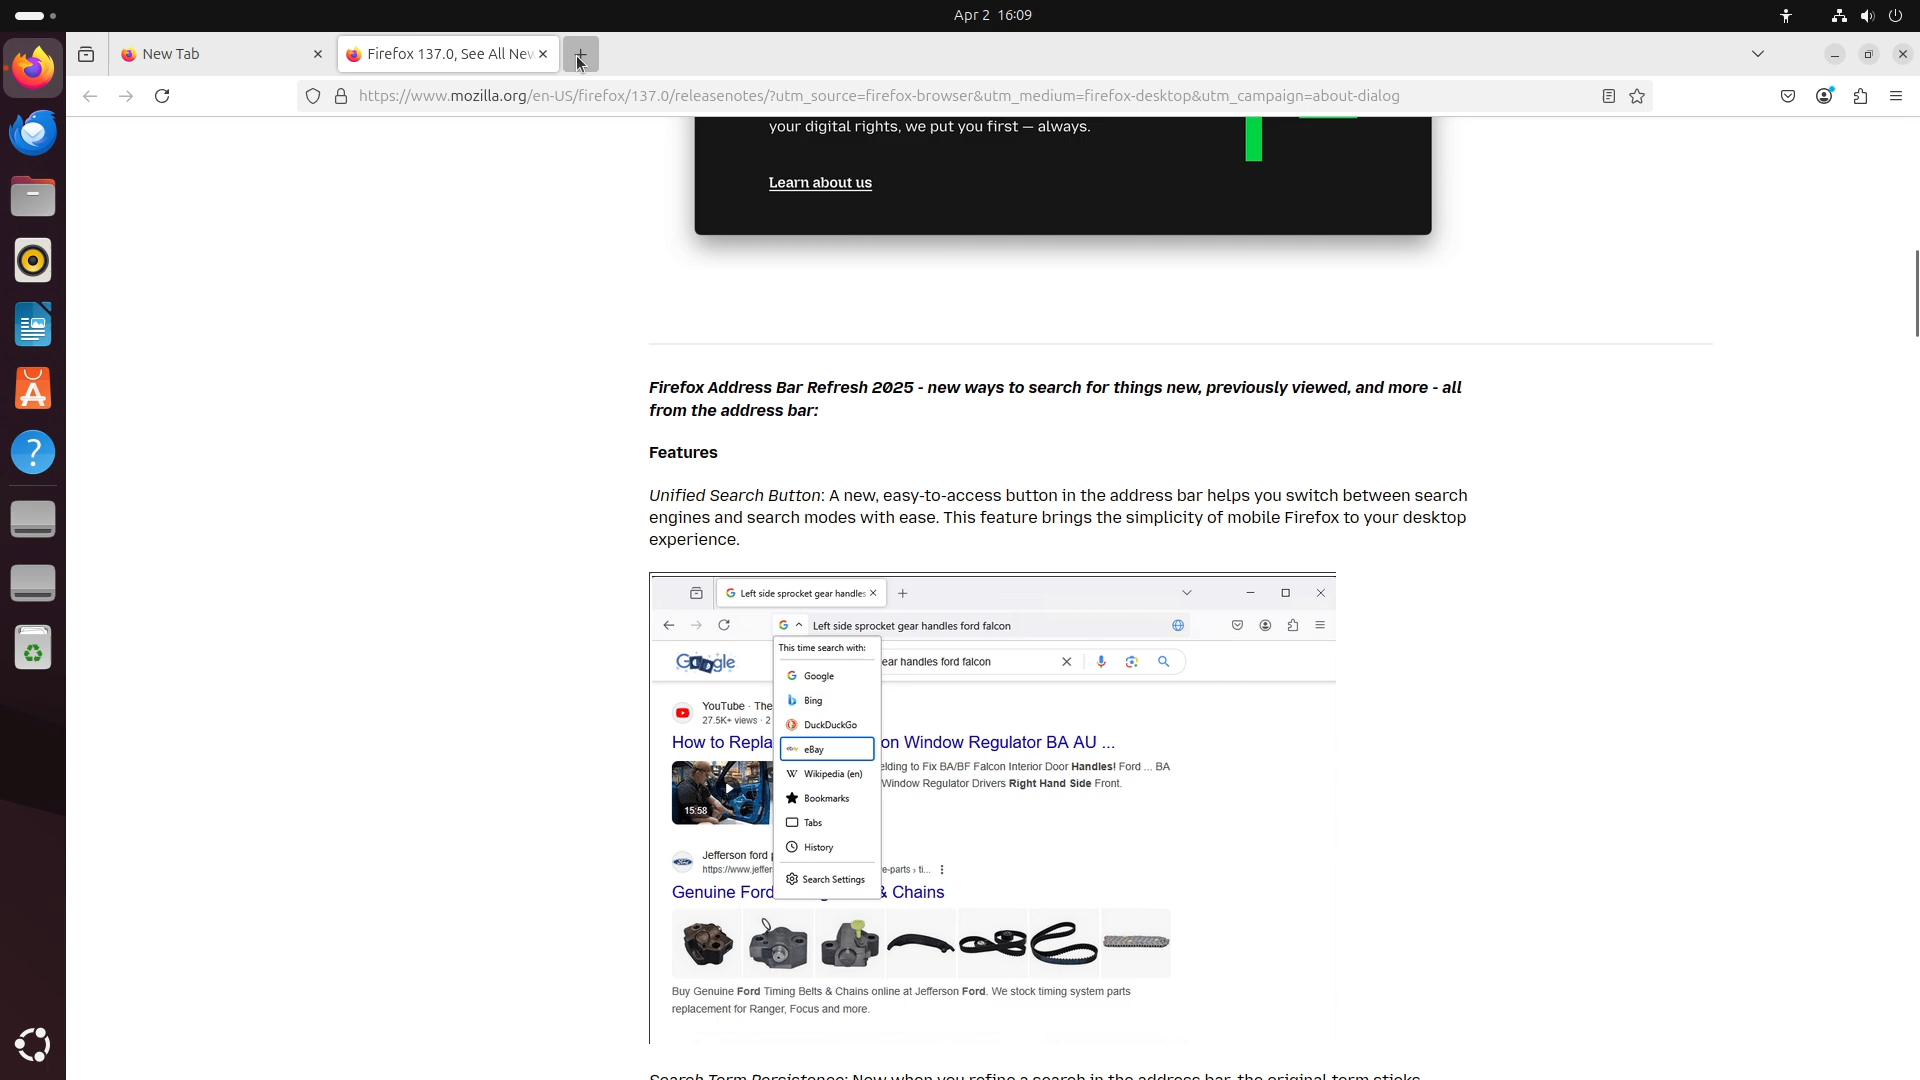 Apr 2 16:09
New Tab
Firefox 137.0, See All New
https://www.mozilla.org/en-US/firefox/137.0/releasenotes/?utm_source=firefox-browser&utm_medium=firefox-desktop&utm_campaign=about-dialog
your digital rights, we put you first — always.
Learn about us
Firefox Address Bar Refresh 2025 - new ways to search for things new, previously viewed, and more - all
from the address bar:
Features
Unified Search Button: A new, easy-to-access button in the address bar helps you switch between search
engines and search modes with ease. This feature brings the simplicity of mobile Firefox to your desktop
experience.
Left side sprocket gear handles
Left side sprocket gear handles ford falcon
This time search with:
Google
ear handles ford falcon
Google
Bing
DuckDuckGo
eBay
Wikipedia (en)
Bookmarks
Tabs
History
Search Settings
YouTube · The
27.5K+ views · 2
How to Repla on Window Regulator BA AU ...
elding to Fix BA/BF Falcon Interior Door Handles! Ford ... BA
Window Regulator Drivers Right Hand Side Front.
15:58
Jefferson ford p
https://www.jeffer e-parts › ti...
Genuine Ford & Chains
Buy Genuine Ford Timing Belts & Chains online at Jefferson Ford. We stock timing system parts
replacement for Ranger, Focus and more.
Search Term Persistence: Now when you refine a search in the address bar, the original term sticks